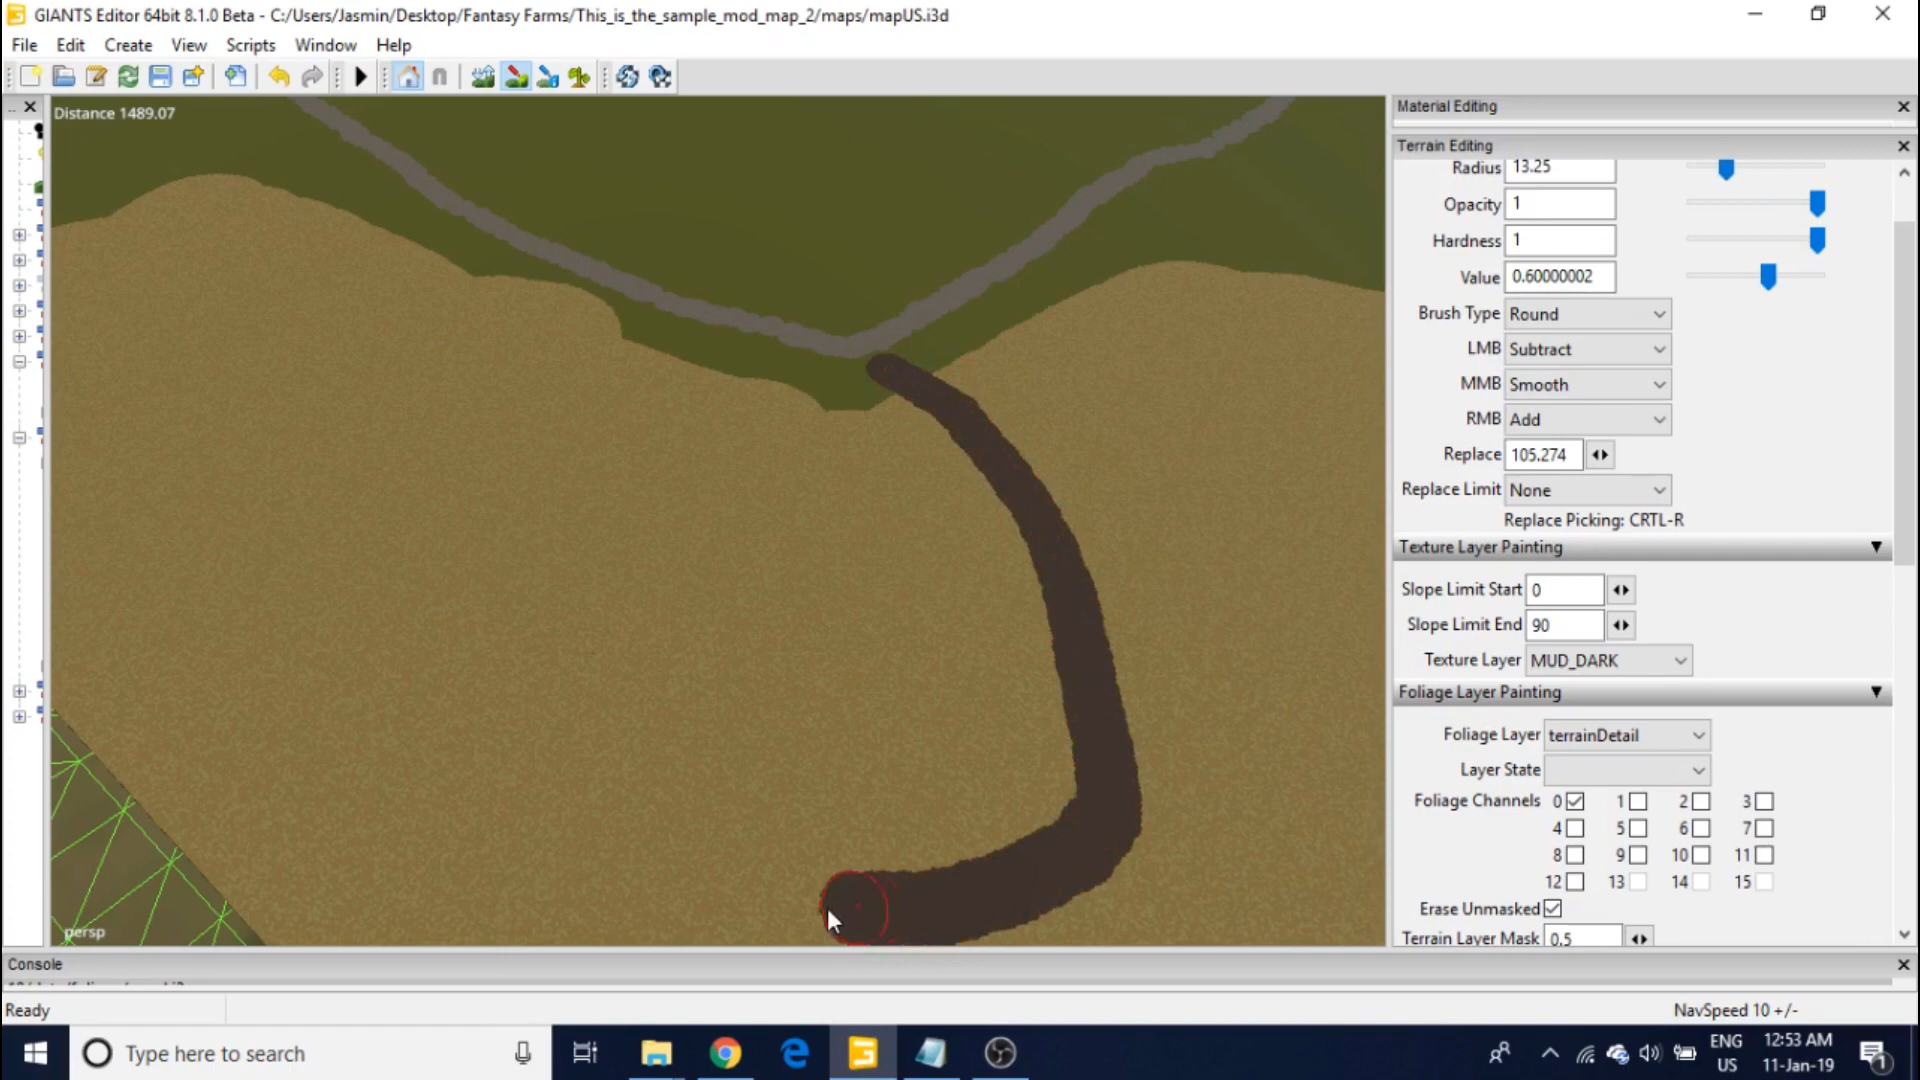 GIANTS Editor 64bit 8.1.0 Beta - C:/Users/Jasmin/Desktop/Fantasy Farms/This_is_the_sample_mod_map_2/maps/mapUS.i3d
File Edit Create View Scripts Window Help
Distance 1489.07
persp
Material Editing
Terrain Editing
Radius 13.25
Opacity 1
Hardness 1
Value 0.60000002
Brush Type Round
LMB Subtract
MMB Smooth
RMB Add
Replace 105.274
Replace Limit None
Replace Picking: CRTL-R
Texture Layer Painting
Slope Limit Start 0
Slope Limit End 90
Texture Layer MUD_DARK
Foliage Layer Painting
Foliage Layer terrainDetail
Layer State
Foliage Channels 0 1 2 3
4 5 6 7
8 9 10 11
12 13 14 15
Erase Unmasked
Terrain Layer Mask 0.5
Console
Ready
NavSpeed 10 +/-
Type here to search
ENG
US
12:53 AM
11-Jan-19
1